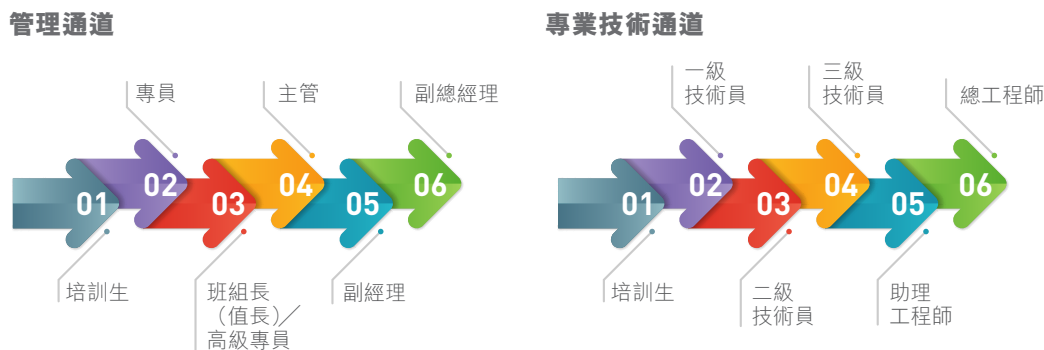 管理通道
專員
主管
副總經理
01
02
03
04
05
06
培訓生
班組長
（值長）／
高級專員
副經理
專業技術通道
一級
技術員
三級
技術員
總工程師
01
02
03
04
05
06
培訓生
二級
技術員
助理
工程師